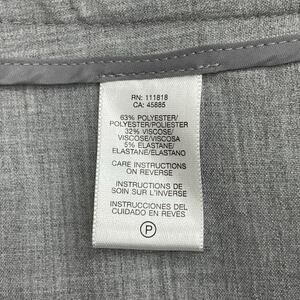 RN: 111818
CA: 45885
63% POLYESTER/
POLYESTER/POLIESTER
32% VISCOSE/
VISCOSE/VISCOSA
5% ELASTANE/
ELASTANE/ELASTANO
CARE INSTRUCTIONS
ON REVERSE
INSTRUCTIONS DE
SOIN SUR L'INVERSE
INSTRUCCIONES DEL
CUIDADO EN REVÉS
P